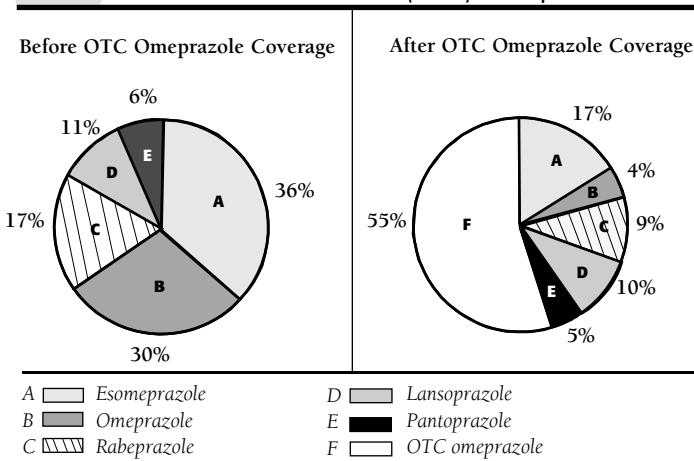 Before OTC Omeprazole Coverage
6%
11%
E
D
A
36%
17%
C
B
30%
After OTC Omeprazole Coverage
17%
A
4%
B
55%
F
C
9%
D
10%
E
5%
A Esomeprazole
B Omeprazole
C Rabeprazole
D Lansoprazole
E Pantoprazole
F OTC omeprazole